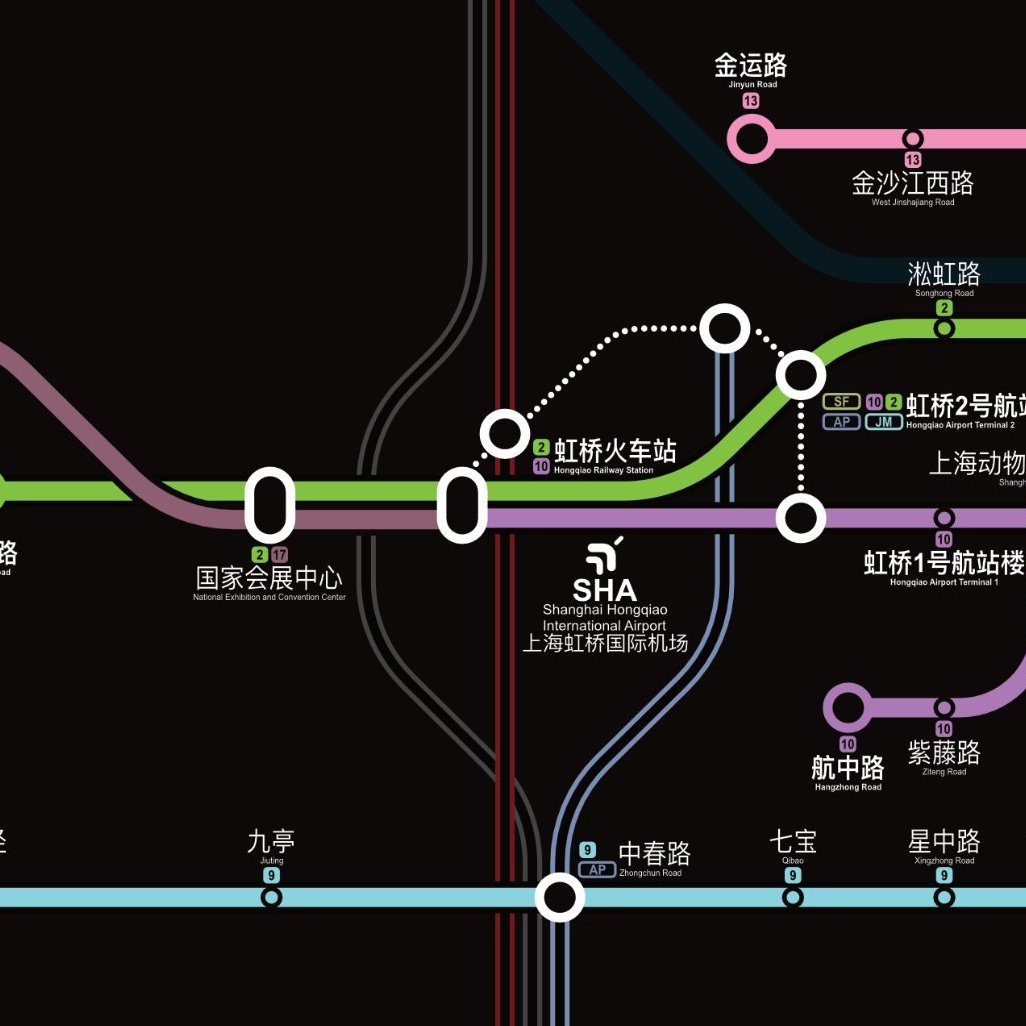 金运路
Jinyun Road
13
13
金沙江西路
West Jinshajiang Road
淞虹路
Songhong Road
2
SF 10 2 虹桥2号航站
AP JM Hongqiao Airport Terminal 2
2 虹桥火车站
10 Hongqiao Railway Station
上海动物
Shangh
10
虹桥1号航站楼
Hongqiao Airport Terminal 1
路
oad
2 17
国家会展中心
National Exhibition and Convention Center
SHA
Shanghai Hongqiao
International Airport
上海虹桥国际机场
10
航中路
Hangzhong Road
10
紫藤路
Ziteng Road
九亭
Jiuting
9
9 中春路
AP Zhongchun Road
七宝
Qibao
9
星中路
Xingzhong Road
9